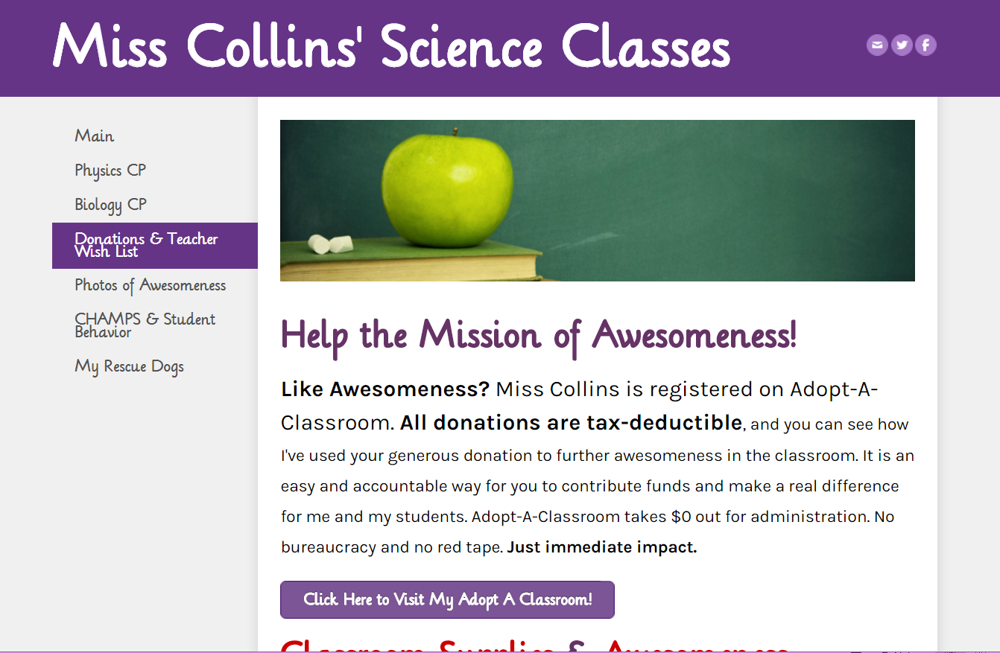 Miss Collins' Science Classes
Main
Physics CP
Biology CP
Donations & Teacher
Wish List
Photos of Awesomeness
CHAMPS & Student
Behavior
My Rescue Dogs
Help the Mission of Awesomeness!
Like Awesomeness? Miss Collins is registered on Adopt-A-
Classroom. All donations are tax-deductible, and you can see how
I've used your generous donation to further awesomeness in the classroom. It is an
easy and accountable way for you to contribute funds and make a real difference
for me and my students. Adopt-A-Classroom takes $0 out for administration. No
bureaucracy and no red tape. Just immediate impact.
Click Here to Visit My Adopt A Classroom!
Classroom Supplies & Awesomeness